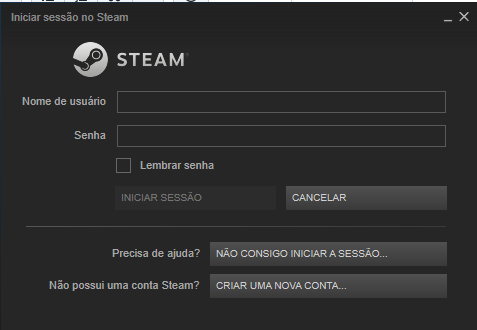 Iniciar sessão no Steam
STEAM
Nome de usuário
Senha
Lembrar senha
INICIAR SESSÃO
CANCELAR
Precisa de ajuda?
NÃO CONSIGO INICIAR A SESSÃO...
Não possui uma conta Steam?
CRIAR UMA NOVA CONTA...